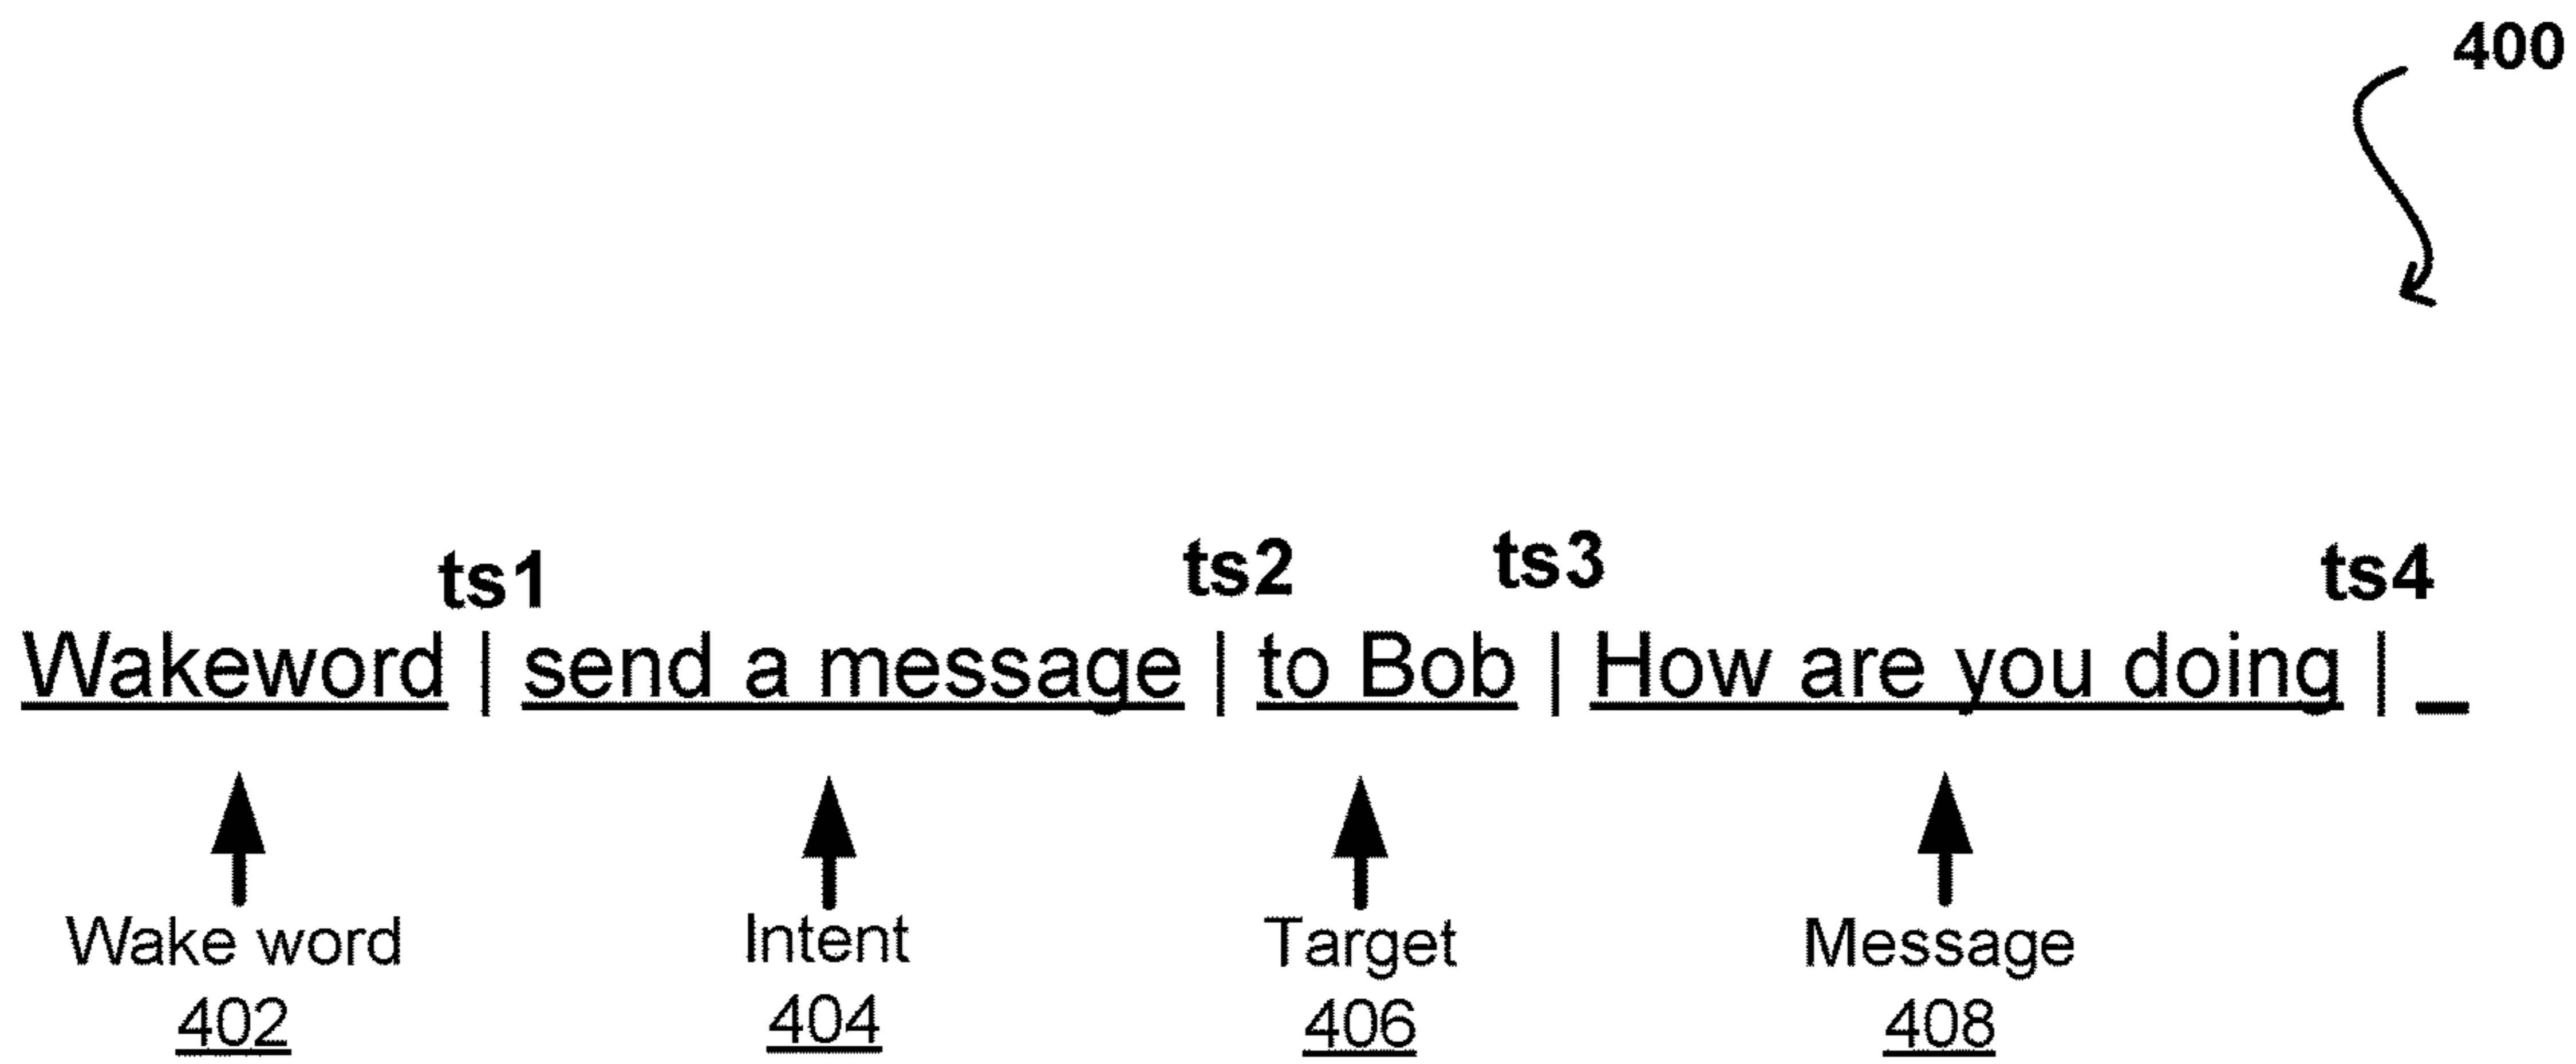 400
ts1 ts2 ts3 ts4
Wakeword | send a message | to Bob | How are you doing | _
Wake word Intent Target Message
402 404 406 408